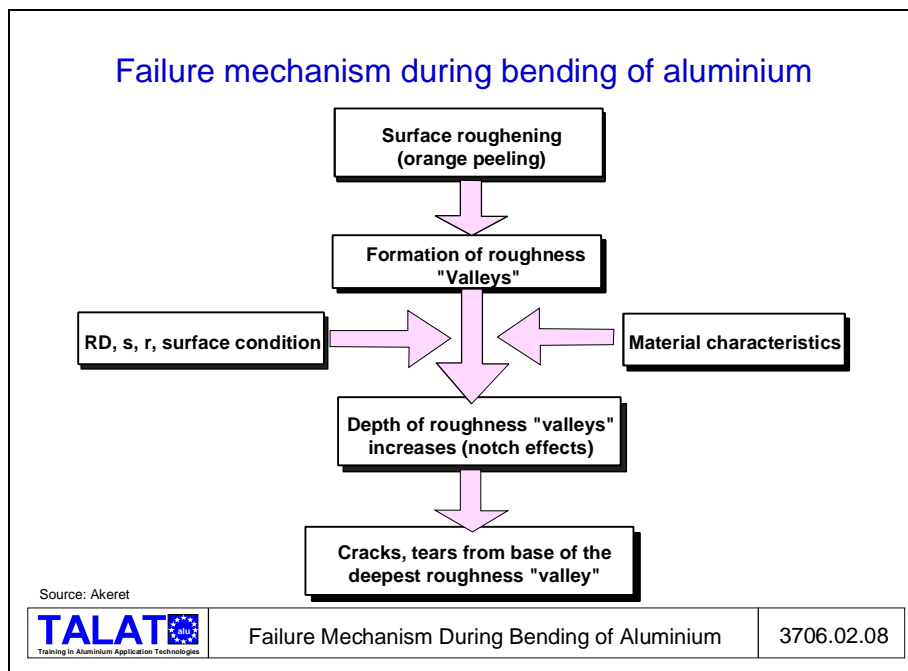 Failure mechanism during bending of aluminium
Surface roughening
(orange peeling)
Formation of roughness
"Valleys"
RD, s, r, surface condition
Material characteristics
Depth of roughness "valleys"
increases (notch effects)
Cracks, tears from base of the
deepest roughness "valley"
Source: Akeret
TALAT
alu
Training in Aluminium Application Technologies
Failure Mechanism During Bending of Aluminium
3706.02.08